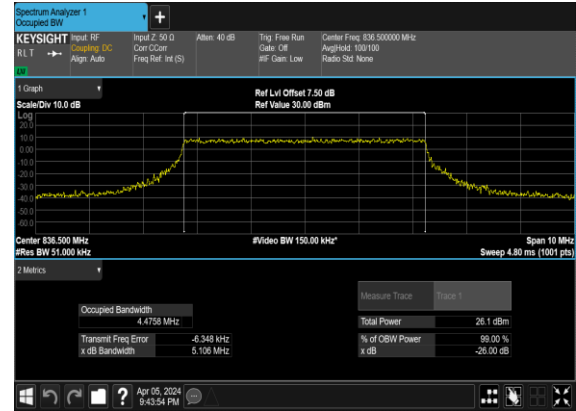 Spectrum Analyzer 1
Occupied BW
KEYSIGHT Input: RF Input Z: 50 Ω Atten: 40 dB Trig: Free Run Center Freq: 836.500000 MHz
RLT Coupling: DC Corr CCorr Gate: Off Avg|Hold: 100/100
Align: Auto Freq Ref: Int (S) #IF Gain: Low Radio Std: None
LU
1 Graph Ref Lvl Offset 7.50 dB
Scale/Div 10.0 dB Ref Value 30.00 dBm
Log
20.0
10.0
0.00
-10.0
-20.0
-30.0
-40.0
-50.0
-60.0
Center 836.500 MHz #Video BW 150.00 kHz* Span 10 MHz
#Res BW 51.000 kHz Sweep 4.80 ms (1001 pts)
2 Metrics
Measure Trace Trace 1
Occupied Bandwidth
4.4758 MHz Total Power 26.1 dBm
Transmit Freq Error -6.348 kHz % of OBW Power 99.00 %
x dB Bandwidth 5.106 MHz x dB -26.00 dB
? Apr 05, 2024
9:43:54 PM